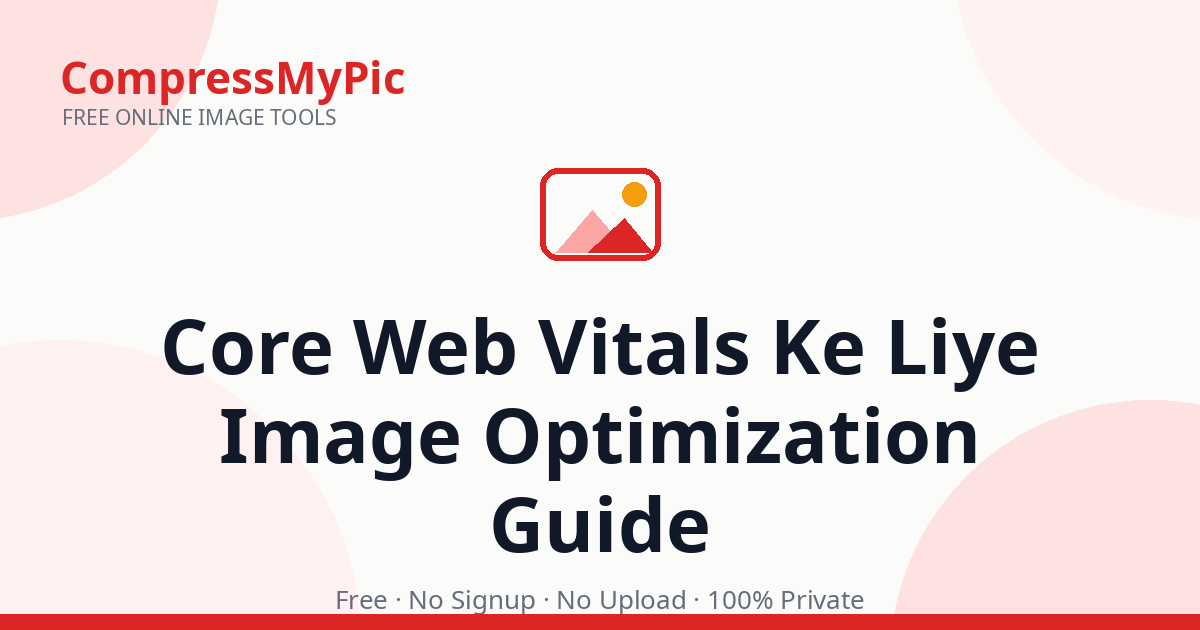 CompressMyPic
FREE ONLINE IMAGE TOOLS
Core Web Vitals Ke Liye
Image Optimization
Guide
Free · No Signup · No Upload · 100% Private